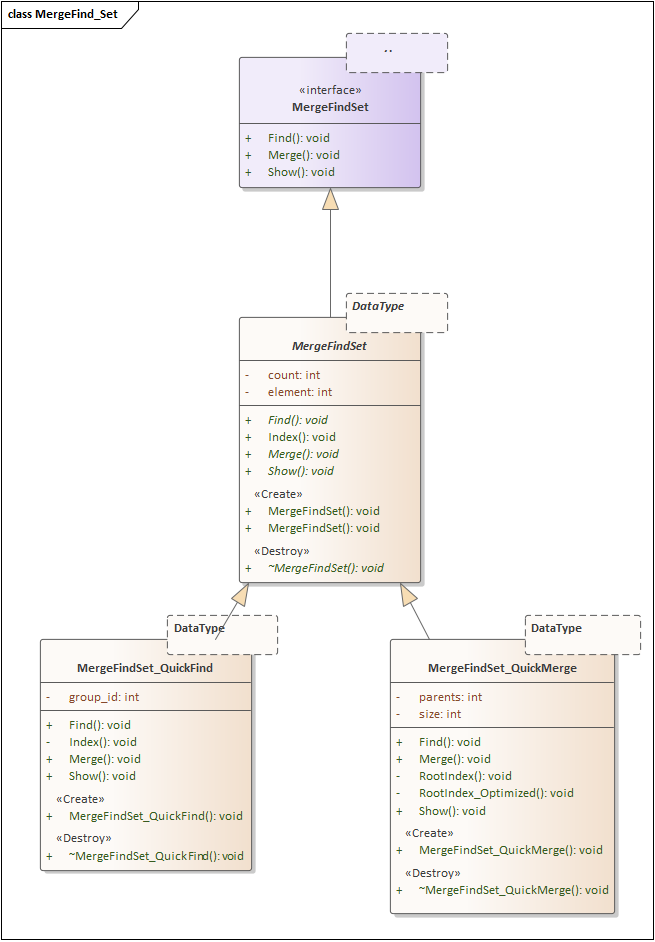 class MergeFind_Set
..
«interface»
MergeFindSet
+ Find(): void
+ Merge(): void
+ Show(): void
DataType
MergeFindSet
- count: int
- element: int
+ Find(): void
+ Index(): void
+ Merge(): void
+ Show(): void
«Create»
+ MergeFindSet(): void
+ MergeFindSet(): void
«Destroy»
+ ~MergeFindSet(): void
DataType
MergeFindSet_QuickFind
- group_id: int
+ Find(): void
- Index(): void
+ Merge(): void
+ Show(): void
«Create»
+ MergeFindSet_QuickFind(): void
«Destroy»
+ ~MergeFindSet_QuickFind(): void
DataType
MergeFindSet_QuickMerge
- parents: int
- size: int
+ Find(): void
+ Merge(): void
- RootIndex(): void
- RootIndex_Optimized(): void
+ Show(): void
«Create»
+ MergeFindSet_QuickMerge(): void
«Destroy»
+ ~MergeFindSet_QuickMerge(): void